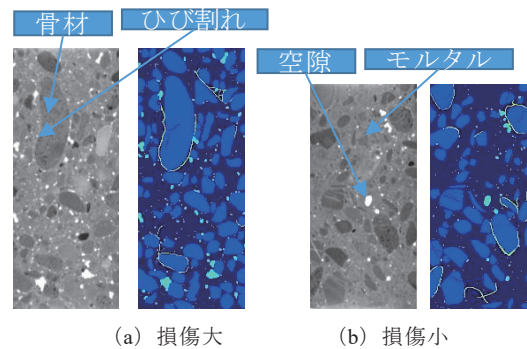 骨材
ひび割れ
空隙
モルタル
(a) 損傷大
(b) 損傷小